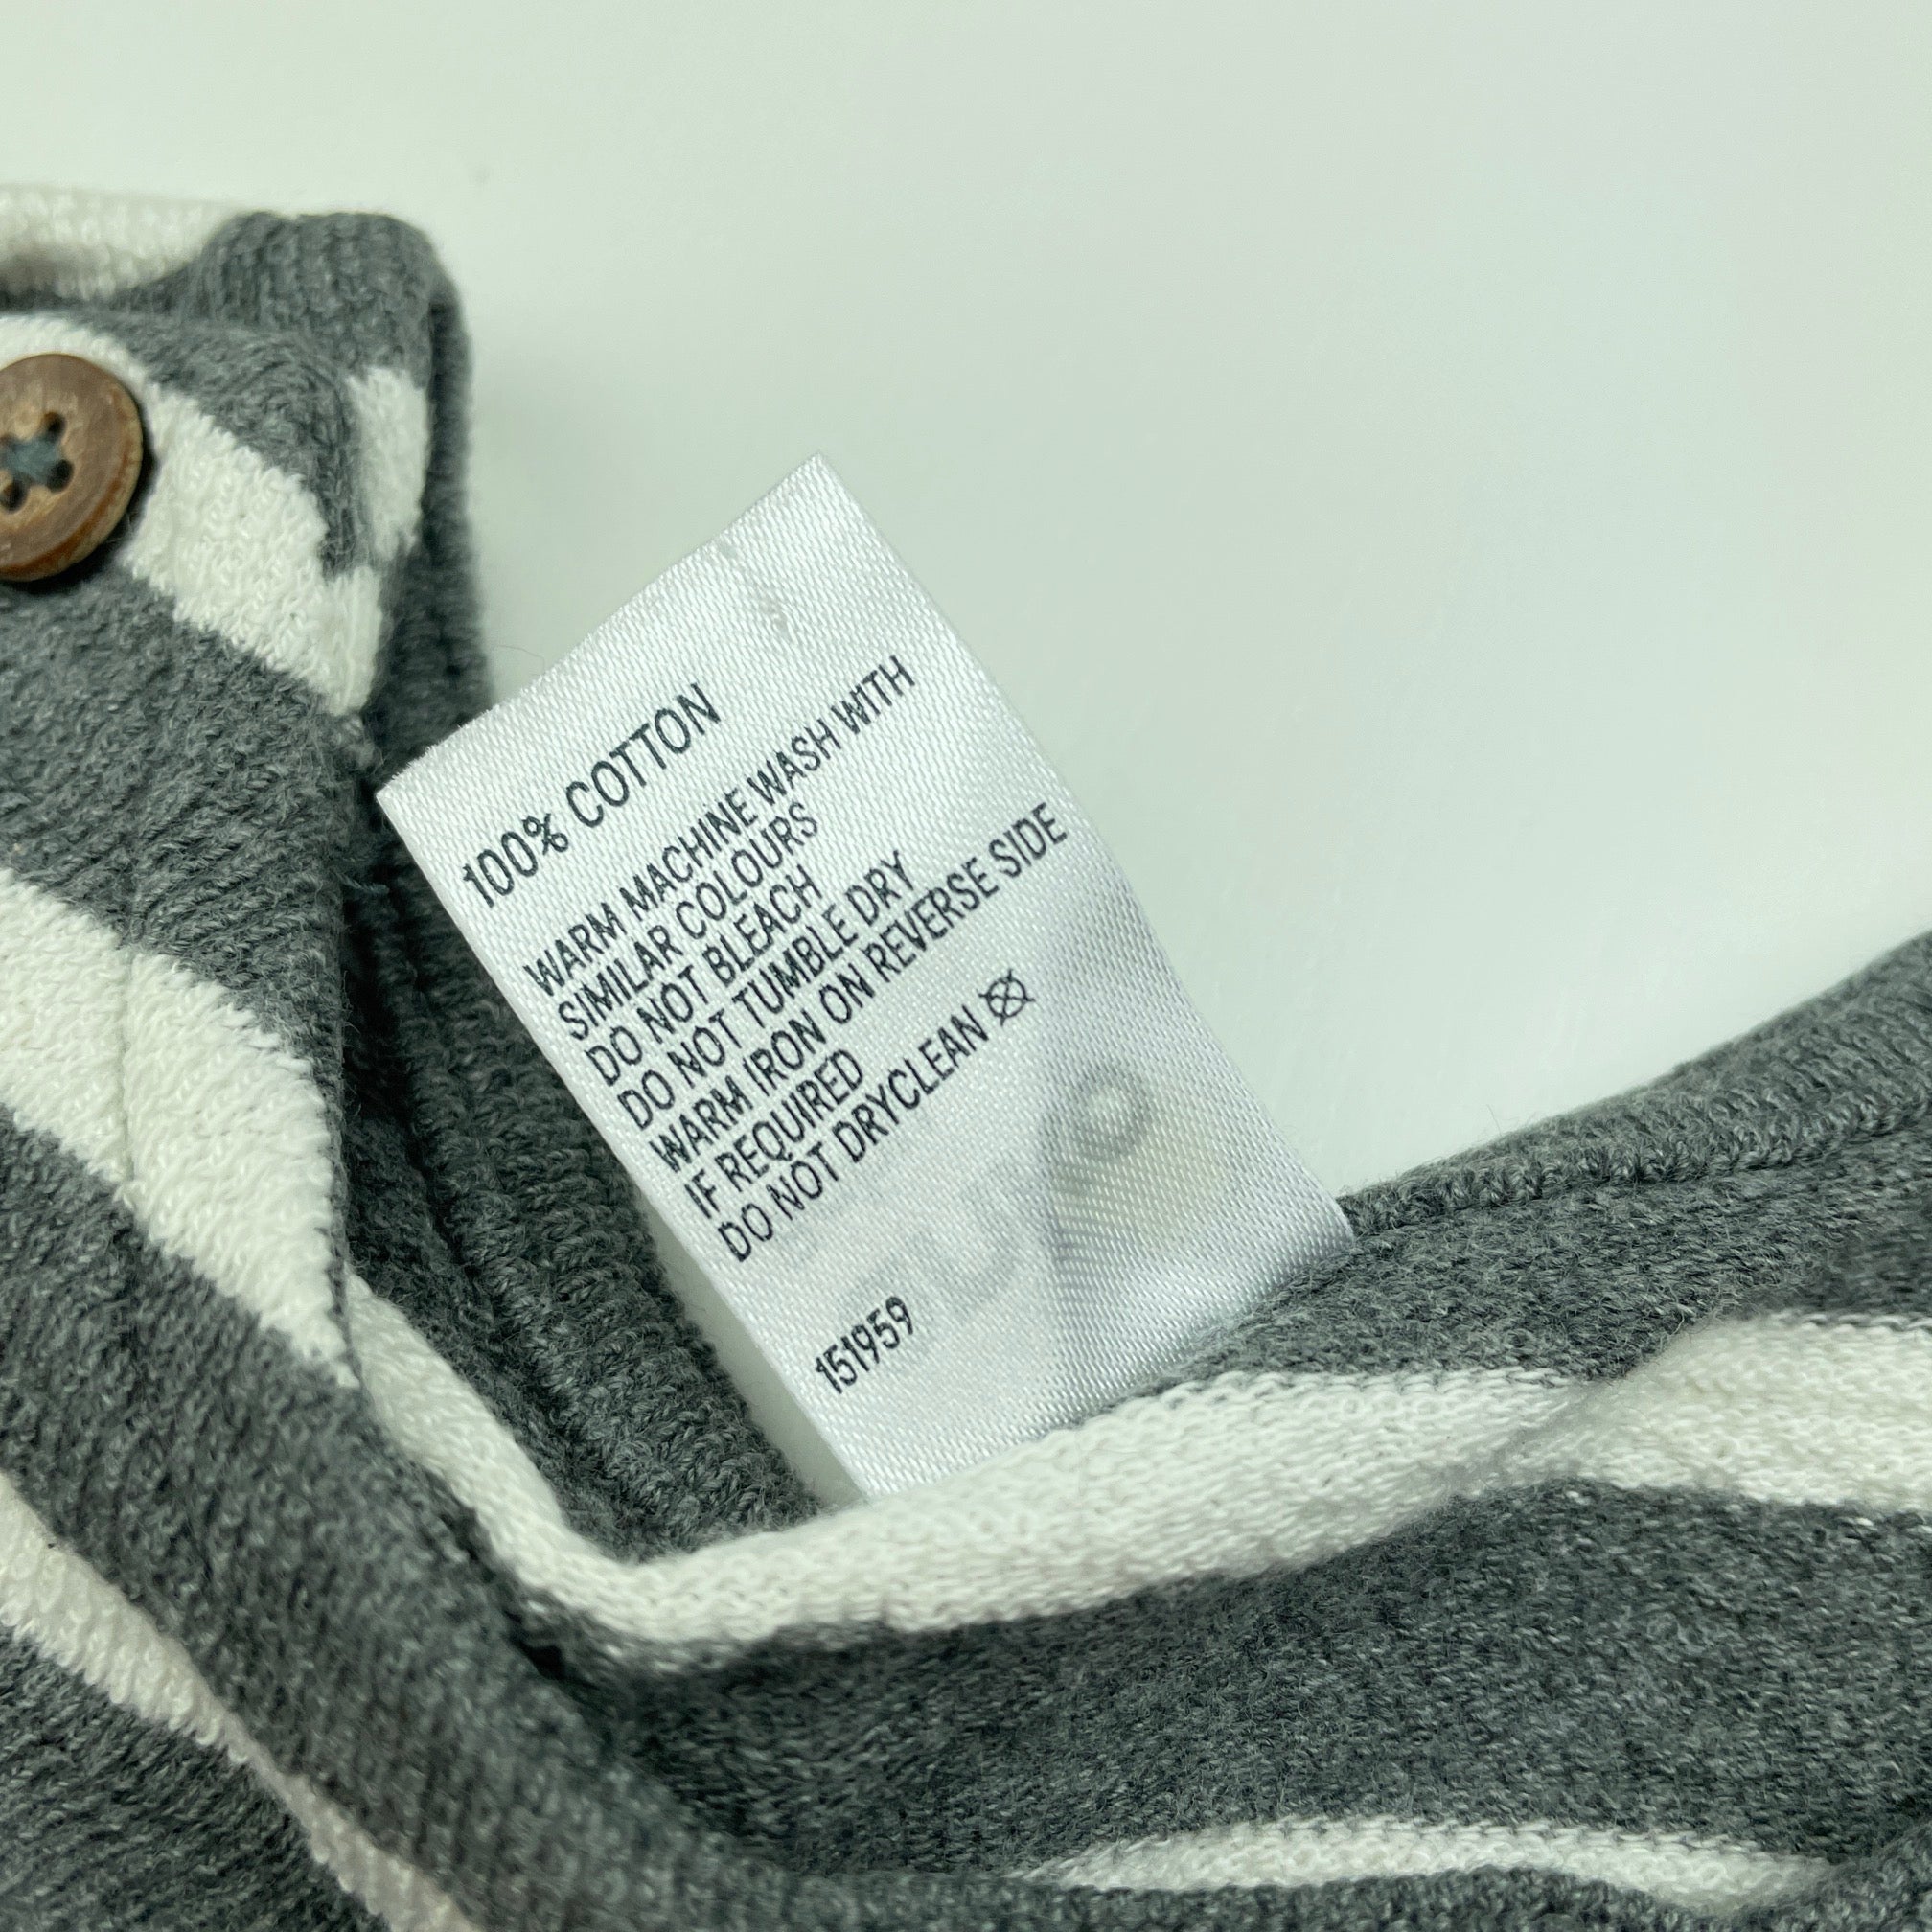 100% COTTON
WARM MACHINE WASH WITH
SIMILAR COLOURS
DO NOT BLEACH
DO NOT TUMBLE DRY
WARM IRON ON REVERSE SIDE
IF REQUIRED
DO NOT DRYCLEAN
151959